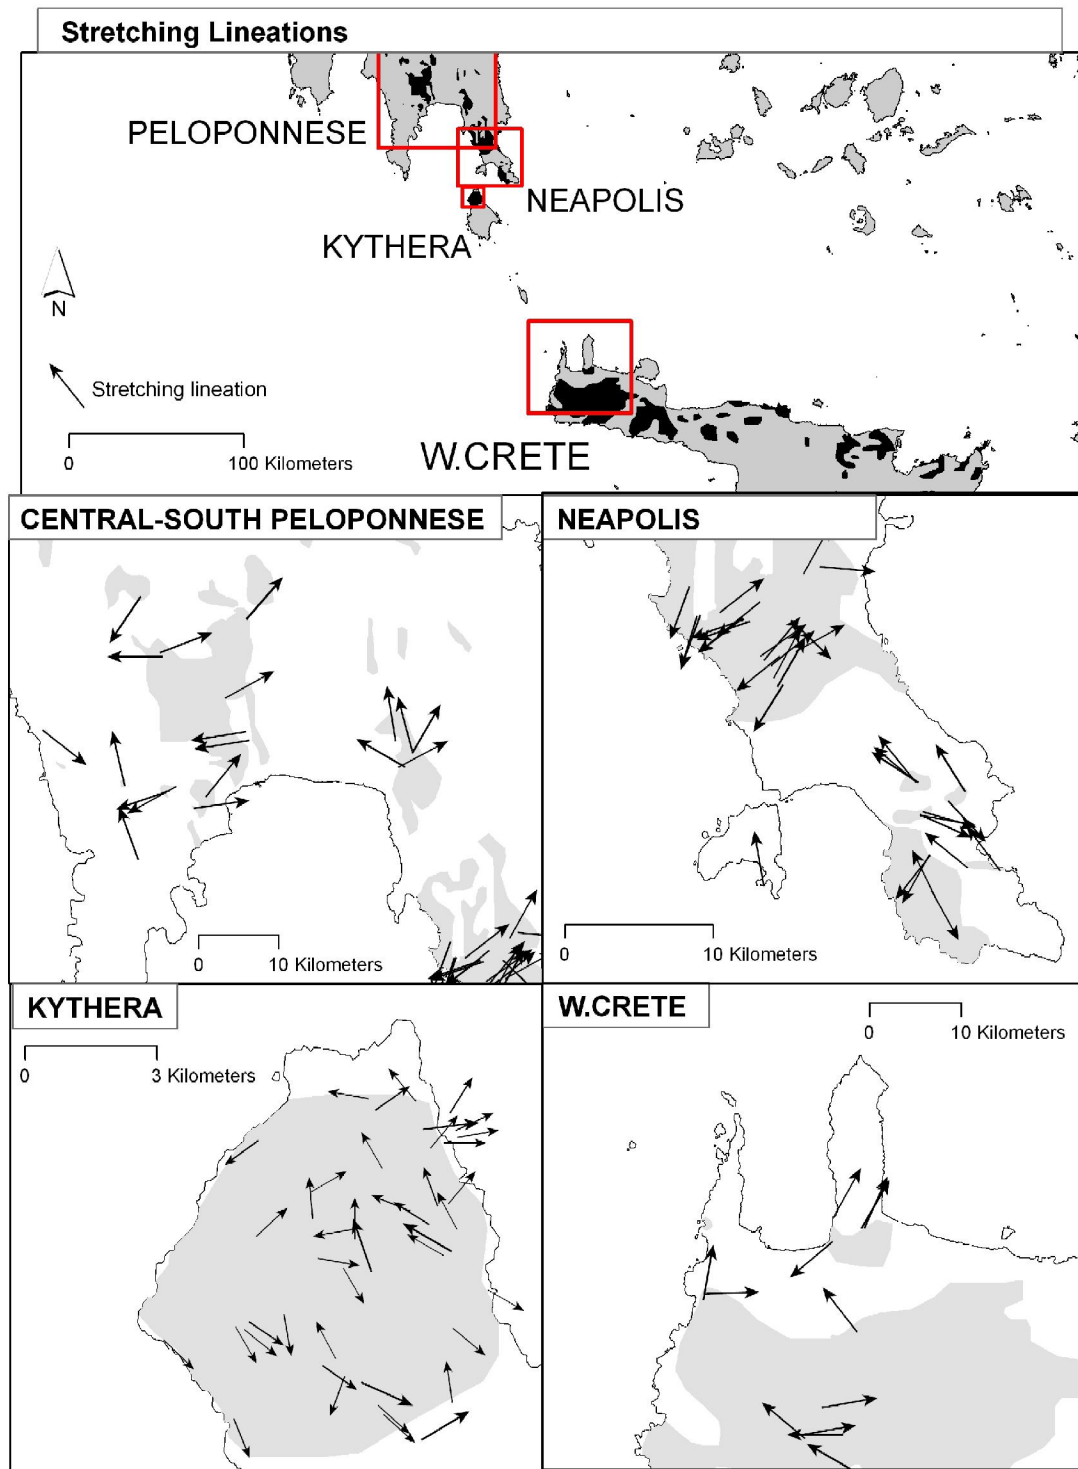 Stretching Lineations
PELOPONNESE
NEAPOLIS
KYTHERA
N
Stretching lineation
0 100 Kilometers
W.CRETE
CENTRAL-SOUTH PELOPONNESE
0 10 Kilometers
NEAPOLIS
0 10 Kilometers
KYTHERA
0 3 Kilometers
W.CRETE
0 10 Kilometers